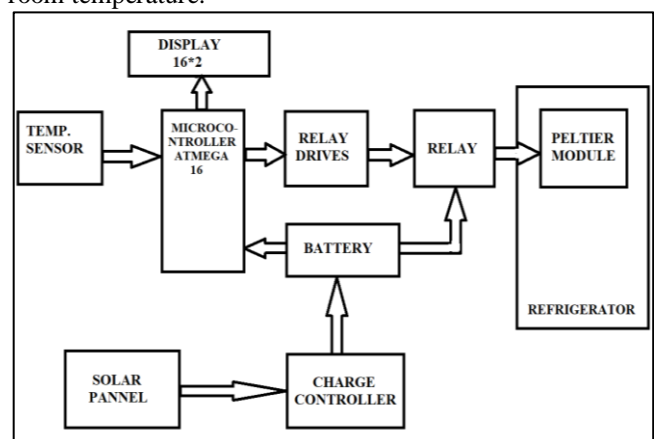 room temperature.
DISPLAY
16*2
TEMP.
SENSOR
MICROCO-
NTROLLER
ATMEGA
16
RELAY
DRIVES
RELAY
PELTIER
MODULE
BATTERY
REFRIGERATOR
SOLAR
PANNEL
CHARGE
CONTROLLER